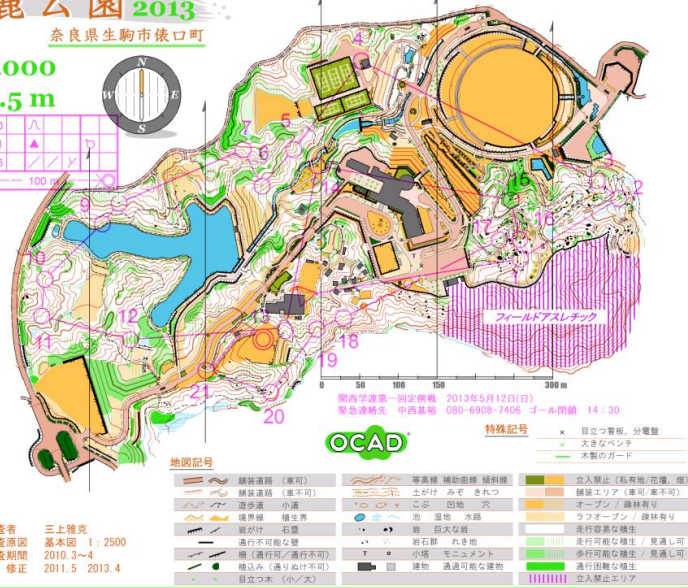 麓公園 2013
奈良県生駒市俵口町
000
.5 m
N
W E
S
100 m
4
5
7
6
14
9
3
2
15
16
17
10
11
12
18
19
20
21
フィールドアスレチック
0 50 100 150 300 m
関西学連第一回定例戦 2013年5月12日(日)
緊急連絡先 中西基裕 080-6908-7406 ゴール閉鎖 14:30
OCAD
特殊記号
× 目立つ看板、分電盤
× 大きなベンチ
木製のガード
地図記号
舗装道路 (車可)
舗装道路 (車不可)
遊歩道 小道
境界線 植生界
岩がけ 石塁
通行不可能な壁
柵 (通行可/通行不可)
植込み (通りぬけ不可)
目立つ木 (小/大)
等高線 補助曲線 傾斜線
土がけ みぞ きれつ
こぶ 凹地 穴
池 湿地 水路
岩 巨大な岩
岩石群 れき地
小塔 モニュメント
建物 通過可能な建物
立入禁止 (私有地/花壇、畑)
舗装エリア (車可/車不可)
オープン / 疎林有り
ラフオープン / 疎林有り
走行容易な植生
走行可能な植生 / 見通し可
歩行可能な植生 / 見通し可
通行困難な植生
立入禁止エリア
査者 三上雅克
査原図 基本図 1:2500
査期間 2010.3~4
修正 2011.5 2013.4